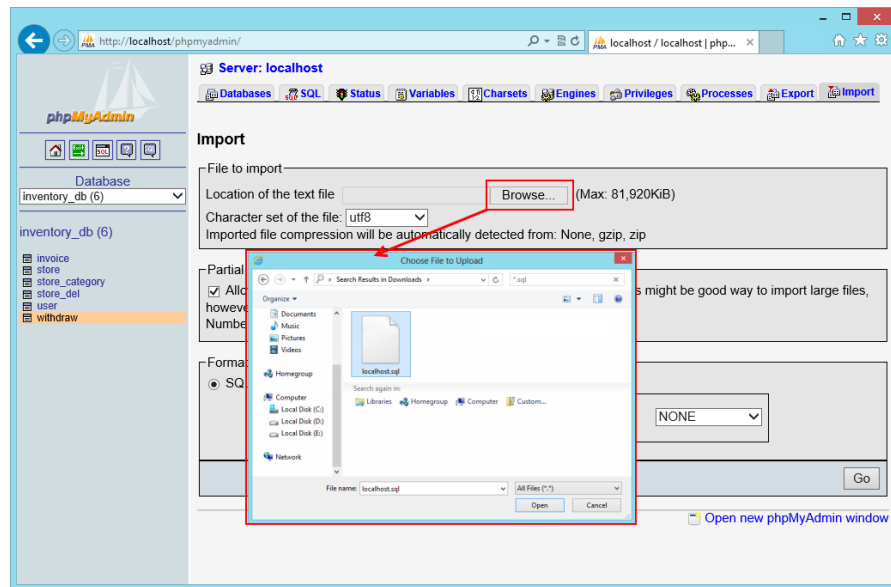 http://localhost/phpmyadmin/
localhost / localhost | php...
phpMyAdmin
Database
inventory_db (6)
inventory_db (6)
invoice
store
store_category
store_del
user
withdraw
Server: localhost
Databases SQL Status Variables Charsets Engines Privileges Processes Export Import
Import
File to import
Location of the text file Browse... (Max: 81,920KiB)
Character set of the file: utf8
Imported file compression will be automatically detected from: None, gzip, zip
Partial
Allo s might be good way to import large files,
howeve
Numbe
Forma
SQ
NONE
Go
Open new phpMyAdmin window
Choose File to Upload
Search Results in Downloads
*.sql
Organize
Documents
Music
Pictures
Videos
Homegroup
Computer
Local Disk (C:)
Local Disk (D:)
Local Disk (E:)
Network
localhost.sql
Search again in:
Libraries Homegroup Computer Custom...
File name: localhost.sql All Files (*.*)
Open Cancel